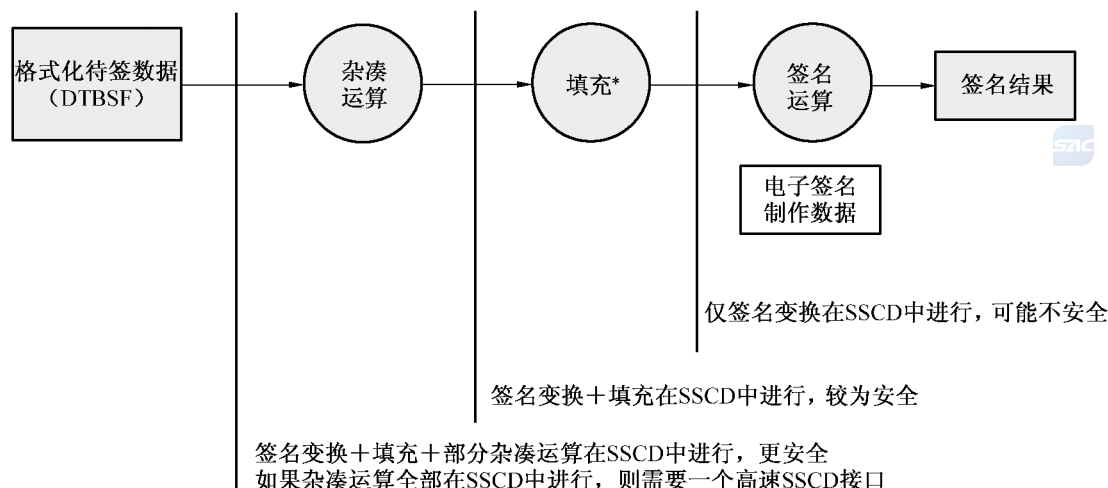 格式化待签数据
（DTBSF）
杂凑
运算
填充*
签名
运算
签名结果
SAC
电子签名
制作数据
仅签名变换在SSCD中进行，可能不安全
签名变换＋填充在SSCD中进行，较为安全
签名变换＋填充＋部分杂凑运算在SSCD中进行，更安全
如果杂凑运算全部在SSCD中进行，则需要一个高速SSCD接口